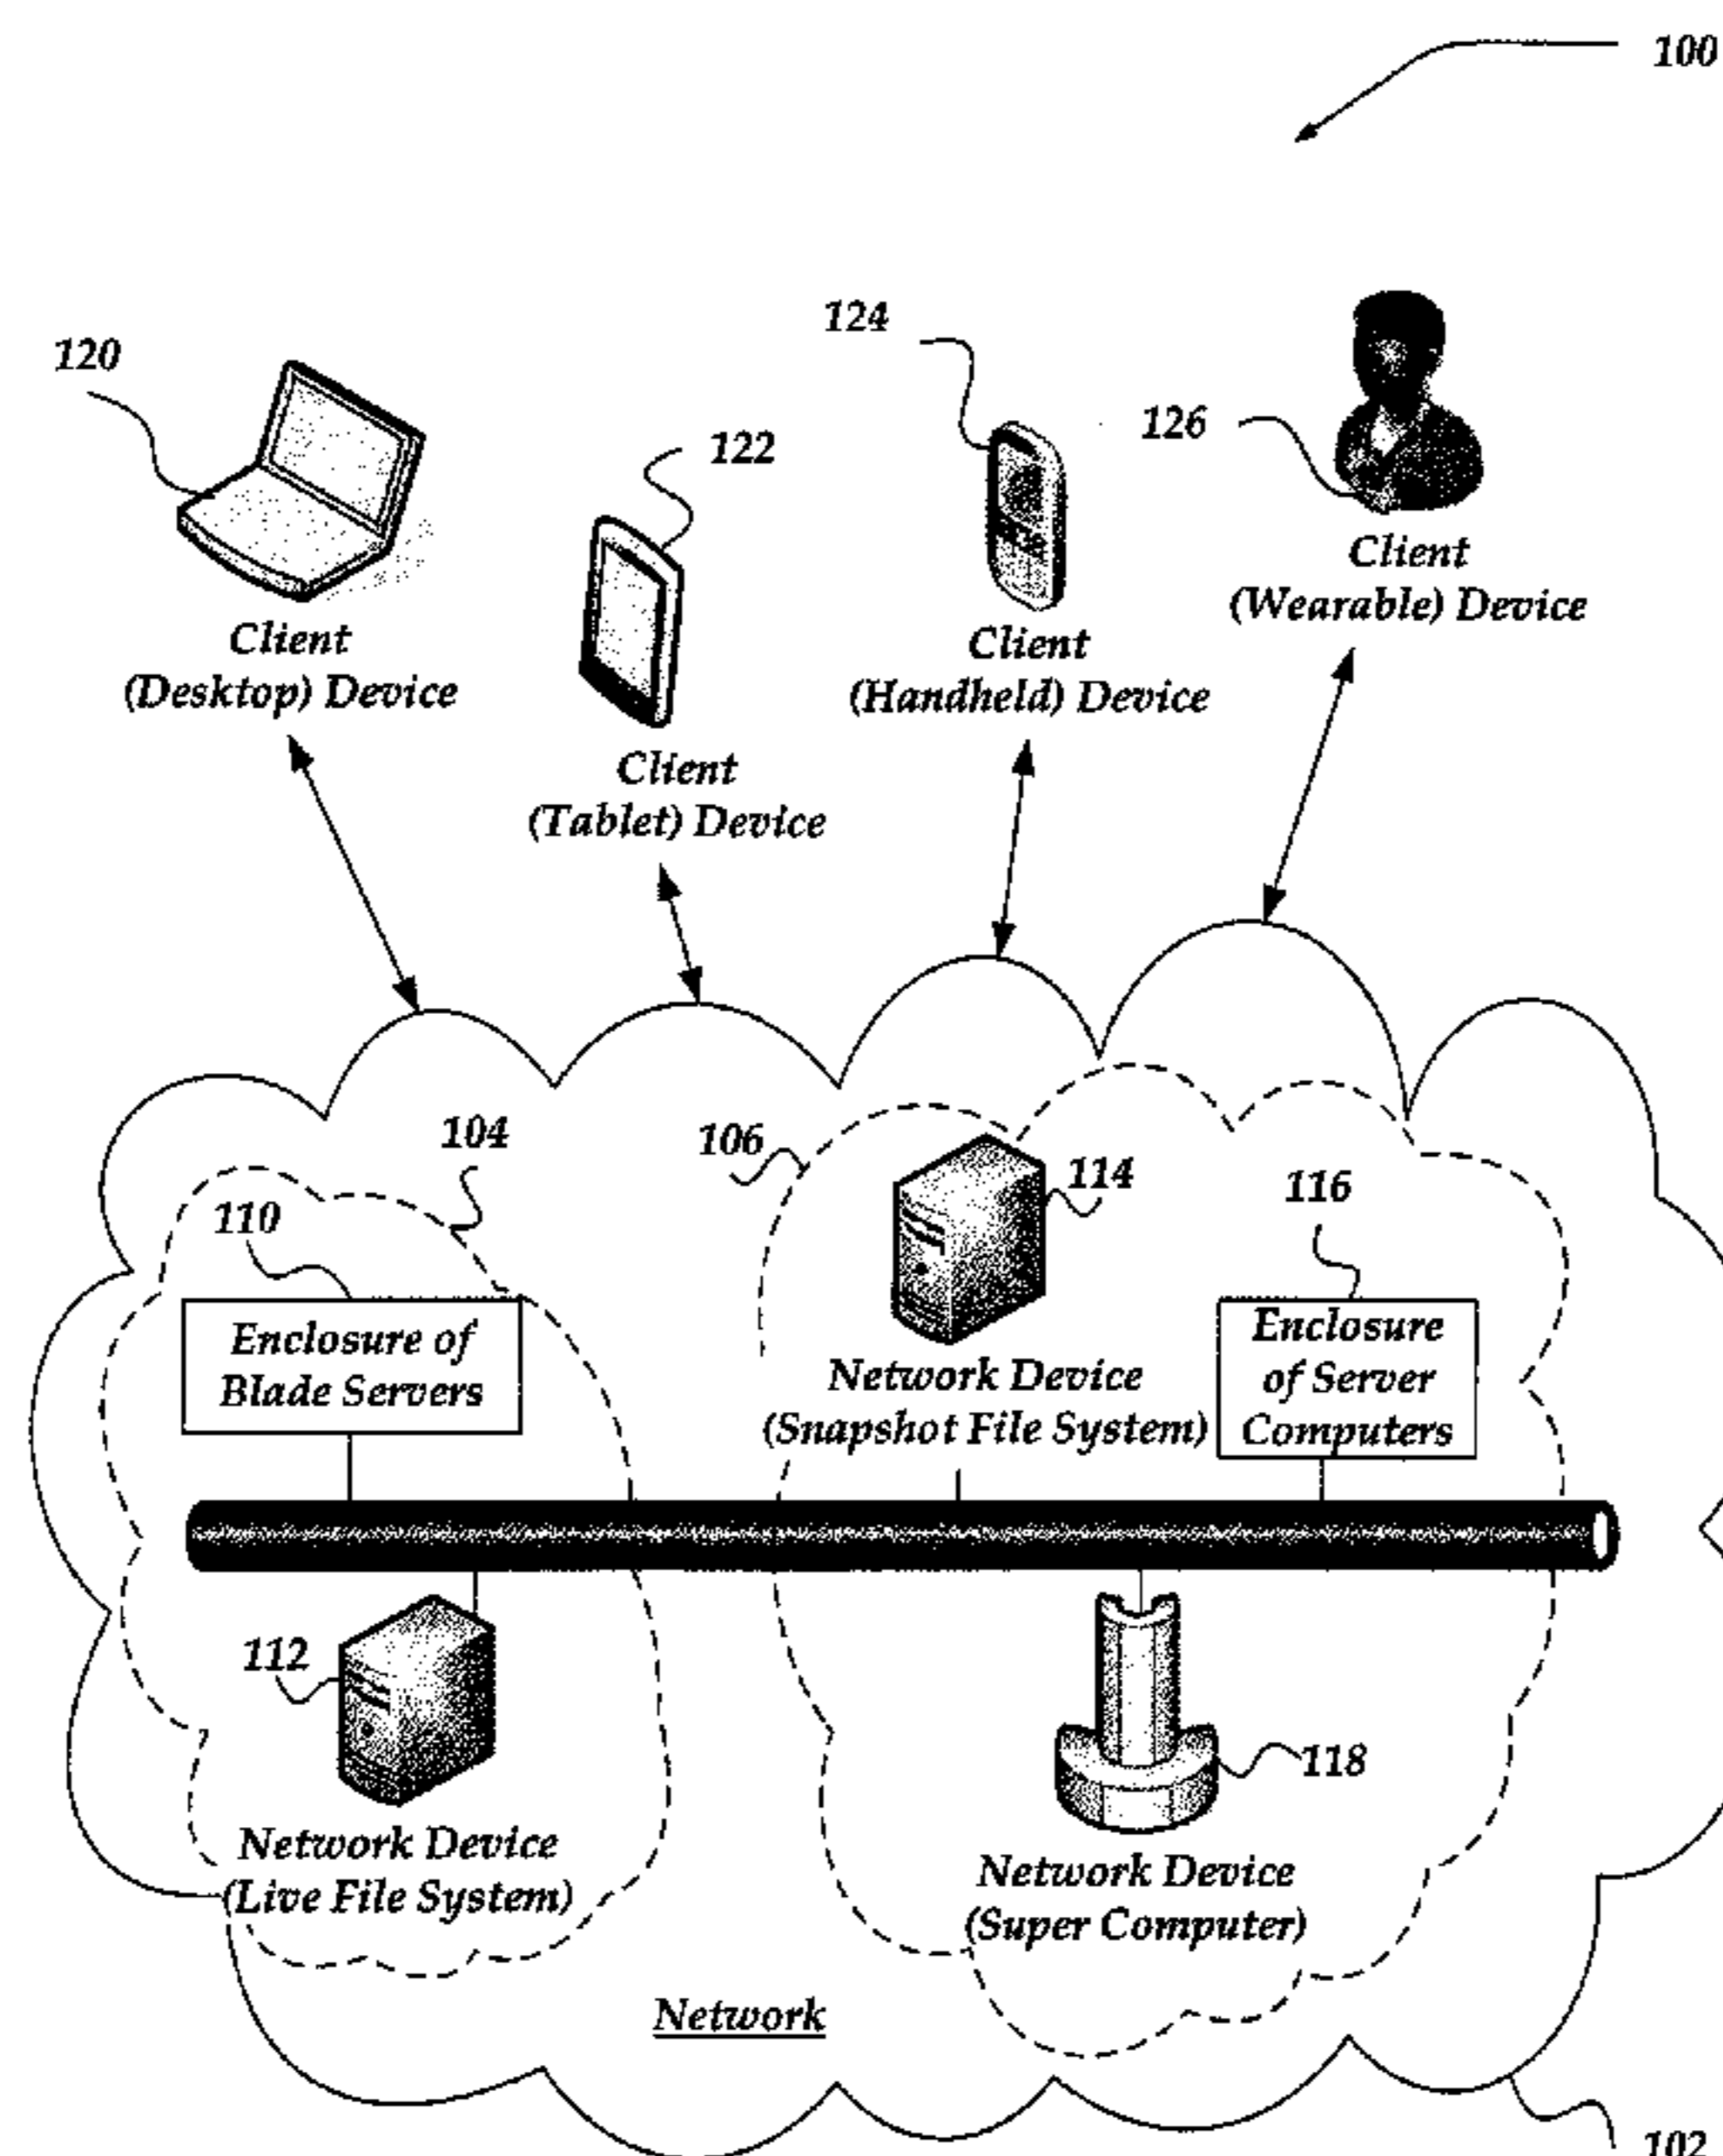 100
124
120
126
122
Client
(Wearable) Device
Client
(Desktop) Device
Client
(Handheld) Device
Client
(Tablet) Device
104
106
114
116
110
Enclosure of
Blade Servers
Enclosure
of Server
Computers
Network Device
(Snapshot File System)
112
118
Network Device
(Live File System)
Network Device
(Super Computer)
Network
102